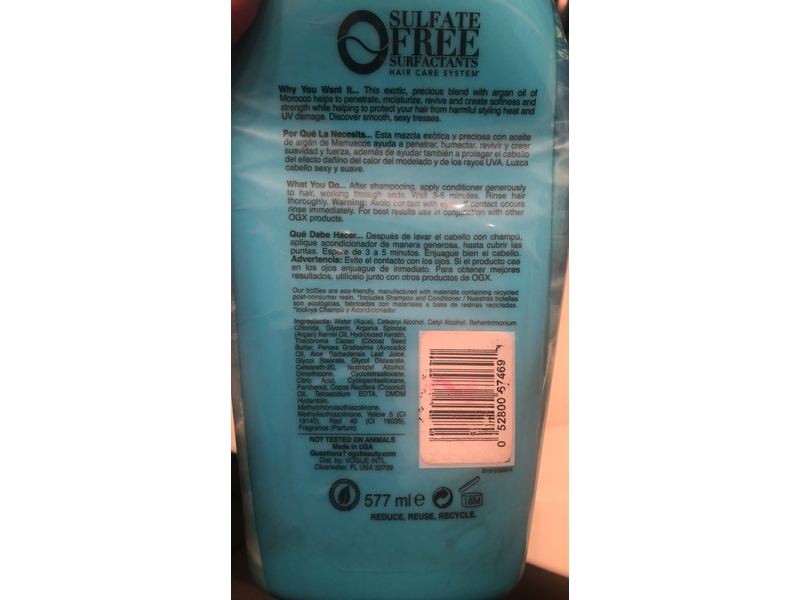 SULFATE
FREE
SURFACTANTS
HAIR CARE SYSTEM
Why You Want It... This exotic, precious blend with argan oil of
Morocco helps to penetrate, moisturize, revive and create softness and
strength while helping to protect your hair from harmful styling heat and
UV damage. Discover smooth, sexy tresses.
Por Qué La Necesita... Esta mezcla exótica y preciosa con aceite
de argán de Marruecos ayuda a penetrar, humectar, revivir y crear
suavidad y fuerza, además de ayudar también a proteger el cabello
del efecto dañino del calor del modelado y de los rayos UVA. Luzca
cabello sexy y suave.
What You Do... After shampooing, apply conditioner generously
to hair, working through ends. Wait 3-5 minutes. Rinse hair
thoroughly. Warning: Avoid contact with eyes, if contact occurs
rinse immediately. For best results use in conjunction with other
OGX products.
Qué Debe Hacer... Después de lavar el cabello con champú,
aplique acondicionador de manera generosa, hasta cubrir las
puntas. Espere de 3 a 5 minutos. Enjuague bien el cabello.
Advertencia: Evite el contacto con los ojos. Si el producto cae
en los ojos enjuague de inmediato. Para obtener mejores
resultados, utilícelo junto con otros productos de OGX.
Our bottles are eco-friendly, manufactured with materials containing recycled
post-consumer resin. *Includes Shampoo and Conditioner / Nuestras botellas
son ecológicas, fabricadas con materiales a base de resinas recicladas.
*Incluye Champú y Acondicionador
Ingredients: Water (Aqua), Cetearyl Alcohol, Cetyl Alcohol, Behentrimonium
Chloride, Glycerin, Argania Spinosa
(Argan) Kernel Oil, Hydrolyzed Keratin,
Theobroma Cacao (Cocoa) Seed
Butter, Persea Gratissima (Avocado)
Oil, Aloe Barbadensis Leaf Juice,
Glycol Stearate, Glycol Distearate,
Ceteareth-20, Isopropyl Alcohol,
Dimethicone, Cyclotetrasiloxane,
Citric Acid, Cyclopentasiloxane,
Panthenol, Cocos Nucifera (Coconut)
Oil, Tetrasodium EDTA, DMDM
Hydantoin,
Methylchloroisothiazolinone,
Methylisothiazolinone, Yellow 5 (CI
19140), Red 40 (CI 16035),
Fragrance (Parfum).
NOT TESTED ON ANIMALS
Made in USA
Questions? ogxbeauty.com
Dist. by: VOGUE INTL.
Clearwater, FL USA 33759
0 52800 67469
577 ml e
18M
REDUCE, REUSE, RECYCLE.